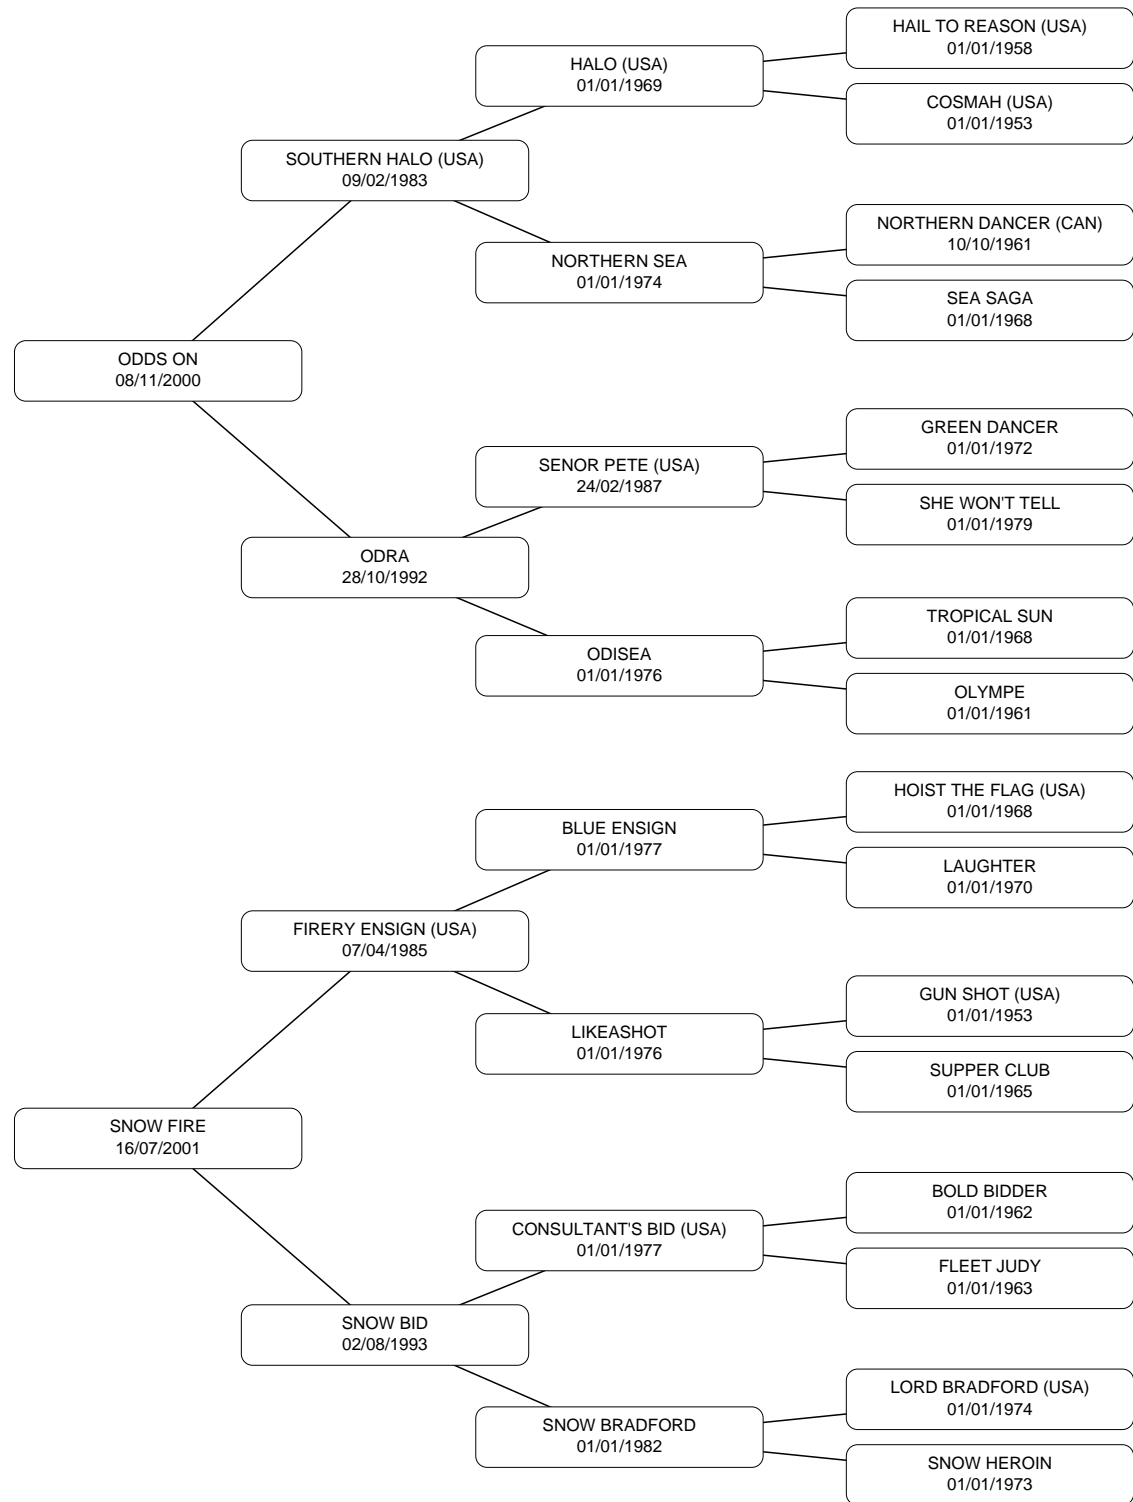 HAIL TO REASON (USA)
01/01/1958
HALO (USA)
01/01/1969
COSMAH (USA)
01/01/1953
SOUTHERN HALO (USA)
09/02/1983
NORTHERN DANCER (CAN)
10/10/1961
NORTHERN SEA
01/01/1974
SEA SAGA
01/01/1968
ODDS ON
08/11/2000
GREEN DANCER
01/01/1972
SENOR PETE (USA)
24/02/1987
SHE WON'T TELL
01/01/1979
ODRA
28/10/1992
TROPICAL SUN
01/01/1968
ODISEA
01/01/1976
OLYMPE
01/01/1961
HOIST THE FLAG (USA)
01/01/1968
BLUE ENSIGN
01/01/1977
LAUGHTER
01/01/1970
FIRERY ENSIGN (USA)
07/04/1985
GUN SHOT (USA)
01/01/1953
LIKEASHOT
01/01/1976
SUPPER CLUB
01/01/1965
SNOW FIRE
16/07/2001
BOLD BIDDER
01/01/1962
CONSULTANT'S BID (USA)
01/01/1977
FLEET JUDY
01/01/1963
SNOW BID
02/08/1993
LORD BRADFORD (USA)
01/01/1974
SNOW BRADFORD
01/01/1982
SNOW HEROIN
01/01/1973